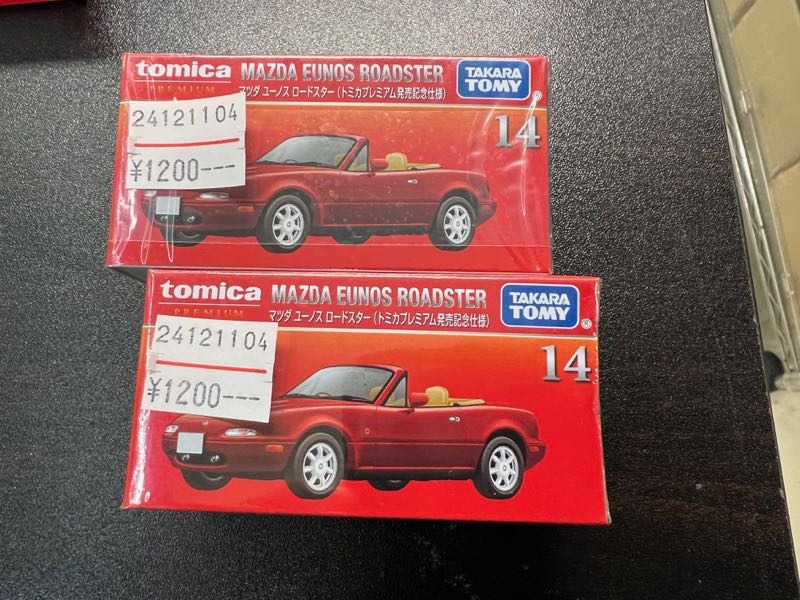 tomica
PREMIUM
MAZDA EUNOS ROADSTER
マツダ ユーノス ロードスター(トミカプレミアム発売記念仕様)
TAKARA
TOMY
®
14
24121104
¥1200---
tomica
PREMIUM
MAZDA EUNOS ROADSTER
マツダ ユーノス ロードスター(トミカプレミアム発売記念仕様)
TAKARA
TOMY
®
14
24121104
¥1200---